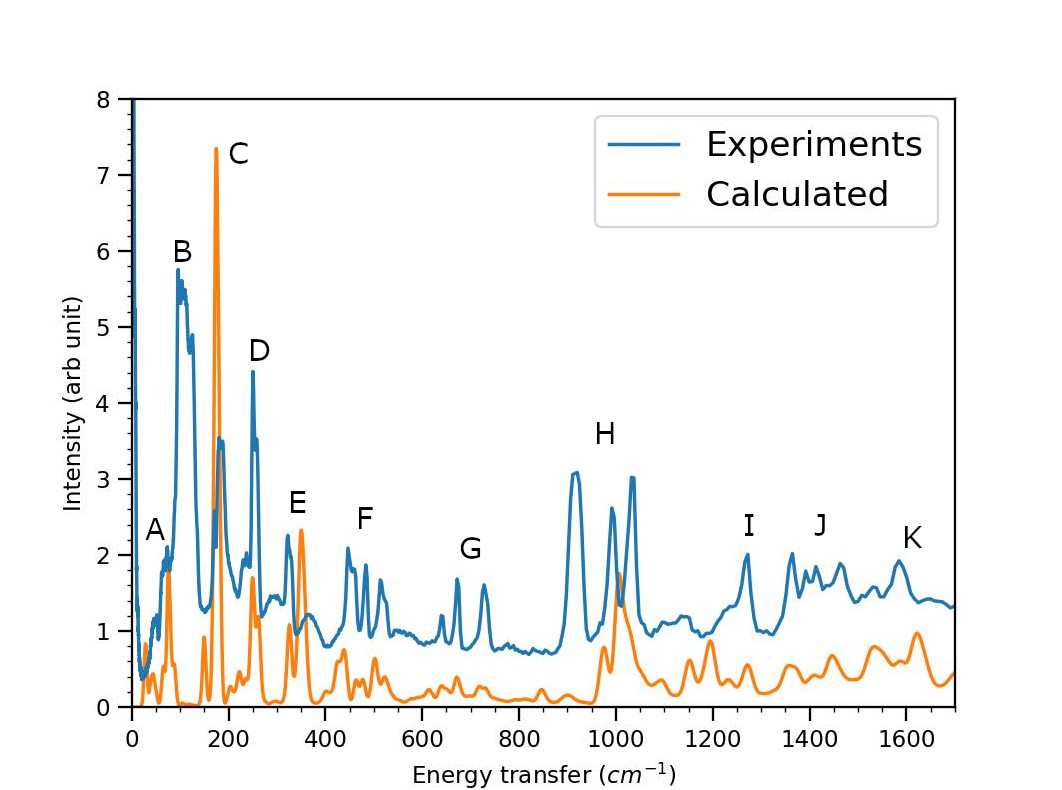 Experiments
Calculated
C
B
D
A
E
F
G
H
I
J
K
8
7
6
5
4
3
2
1
0
Intensity (arb unit)
0 200 400 600 800 1000 1200 1400 1600
Energy transfer (cm⁻¹)